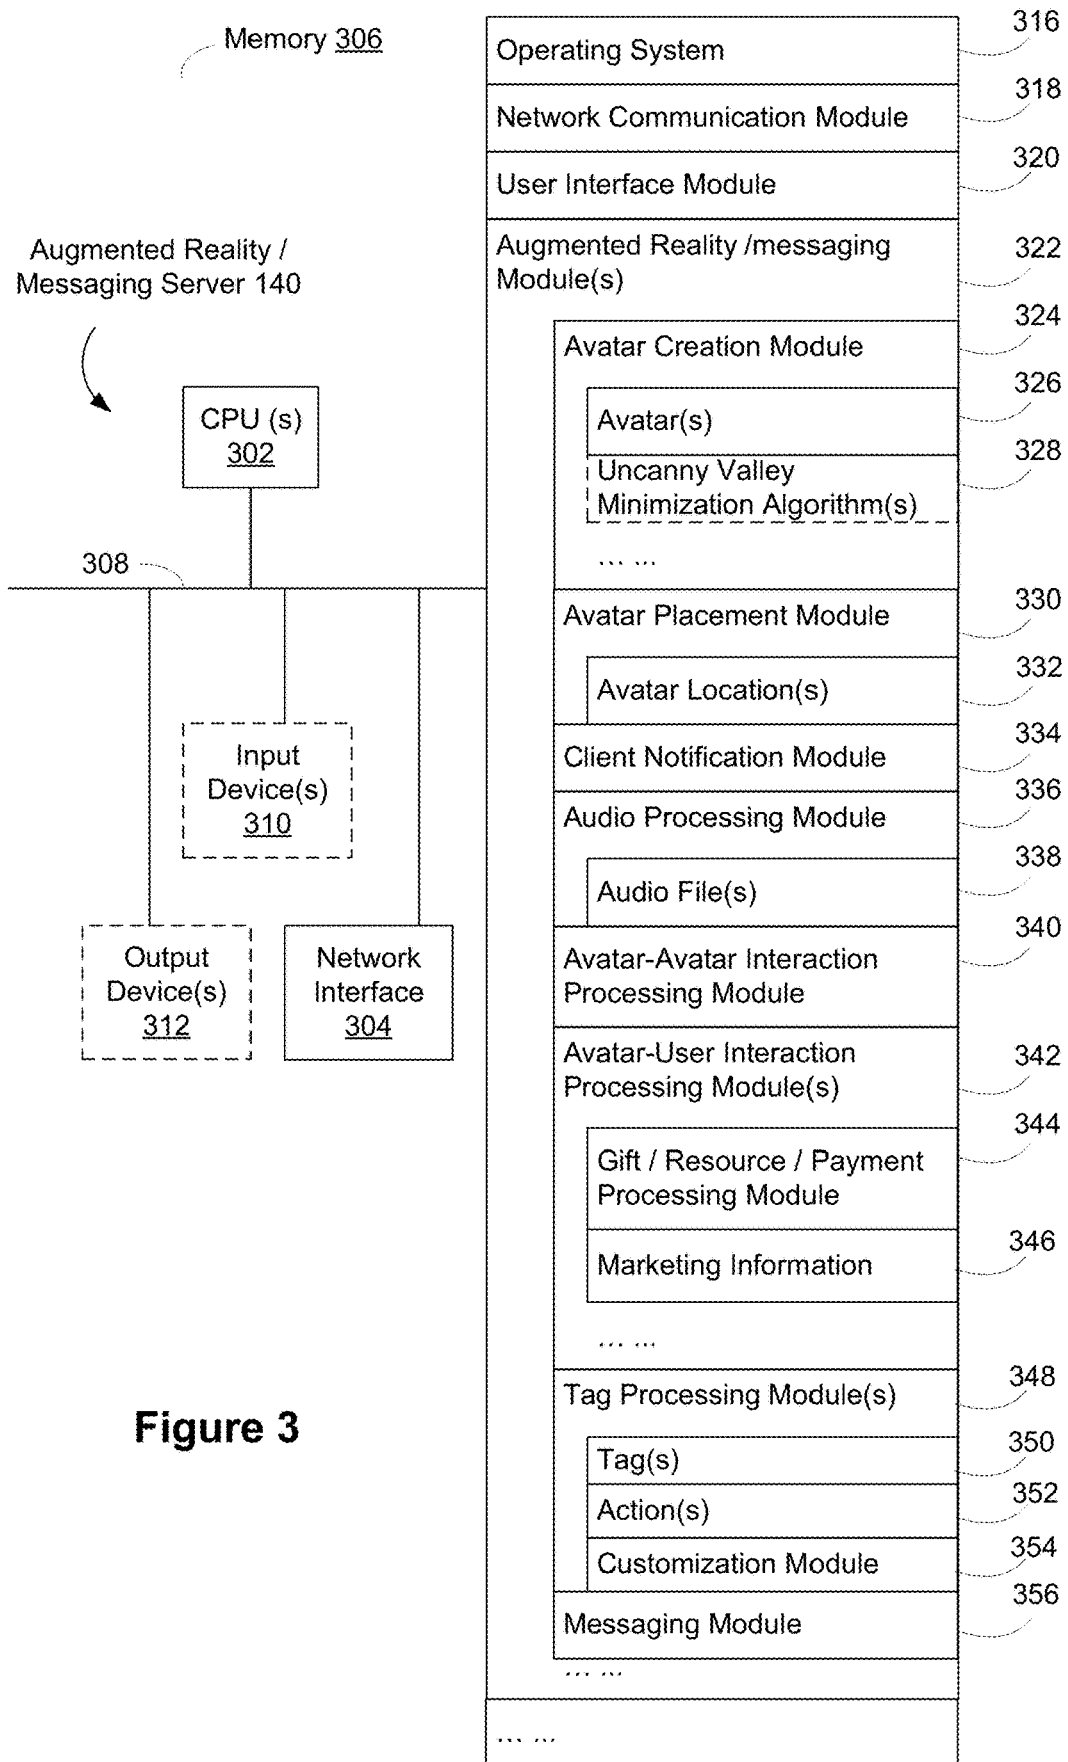 Memory 306
Augmented Reality /
Messaging Server 140
CPU (s)
302
308
Input
Device(s)
310
Output
Device(s)
312
Network
Interface
304
Figure 3
Operating System
316
Network Communication Module
318
User Interface Module
320
Augmented Reality /messaging
Module(s)
322
Avatar Creation Module
324
Avatar(s)
326
Uncanny Valley
Minimization Algorithm(s)
328
... ...
Avatar Placement Module
330
Avatar Location(s)
332
Client Notification Module
334
Audio Processing Module
336
Audio File(s)
338
Avatar-Avatar Interaction
Processing Module
340
Avatar-User Interaction
Processing Module(s)
342
Gift / Resource / Payment
Processing Module
344
Marketing Information
346
... ...
Tag Processing Module(s)
348
Tag(s)
350
Action(s)
352
Customization Module
354
Messaging Module
356
... ...
... ...